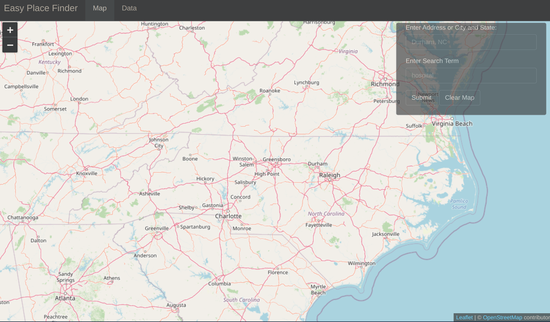 Easy Place Finder Map Data
+
−
Enter Address or City and State:
Enter Search Term
Submit Clear Map
Huntington
Charleston
Harrisonburg
Frankfort
Lexington
Kentucky
Richmond
Danville
Campbellsville
London
Somerset
Virginia
Lynchburg
Roanoke
Richmond
Petersburg
Suffolk
Virginia Beach
Johnson
City
Boone
Winston-
Salem
Greensboro
High Point
Durham
Raleigh
Knoxville
Asheville
Hickory
Salisbury
Concord
Shelby
Gastonia
Charlotte
Monroe
North Carolina
Fayetteville
Jacksonville
Wilmington
Chattanooga
Dalton
Greenville
Spartanburg
Anderson
Sandy
Springs
Athens
Atlanta
Peachtree
Augusta
Columbia
Florence
Myrtle
Beach
South Carolina
Leaflet | © OpenStreetMap contributors